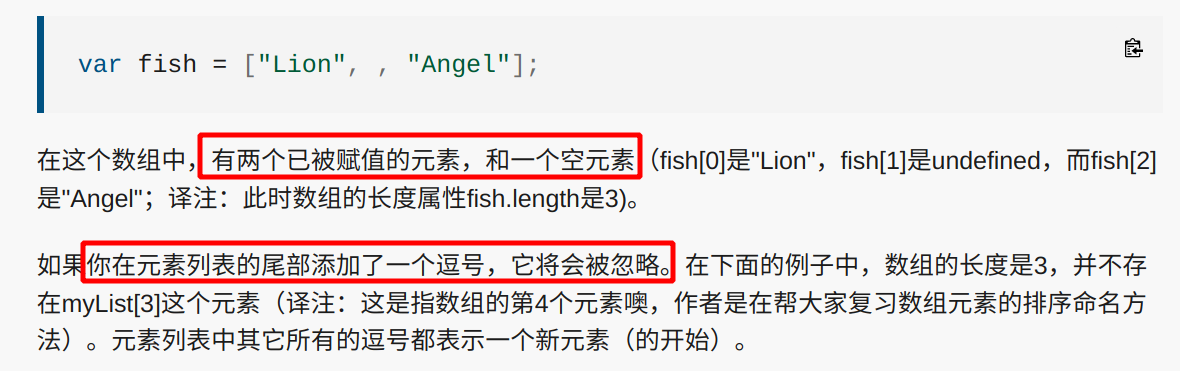 var fish = ["Lion", , "Angel"];
在这个数组中，有两个已被赋值的元素，和一个空元素（fish[0]是"Lion"，fish[1]是undefined，而fish[2]
是"Angel"；译注：此时数组的长度属性fish.length是3)。
如果你在元素列表的尾部添加了一个逗号，它将会被忽略。在下面的例子中，数组的长度是3，并不存
在myList[3]这个元素（译注：这是指数组的第4个元素噢，作者是在帮大家复习数组元素的排序命名方
法）。元素列表中其它所有的逗号都表示一个新元素（的开始）。